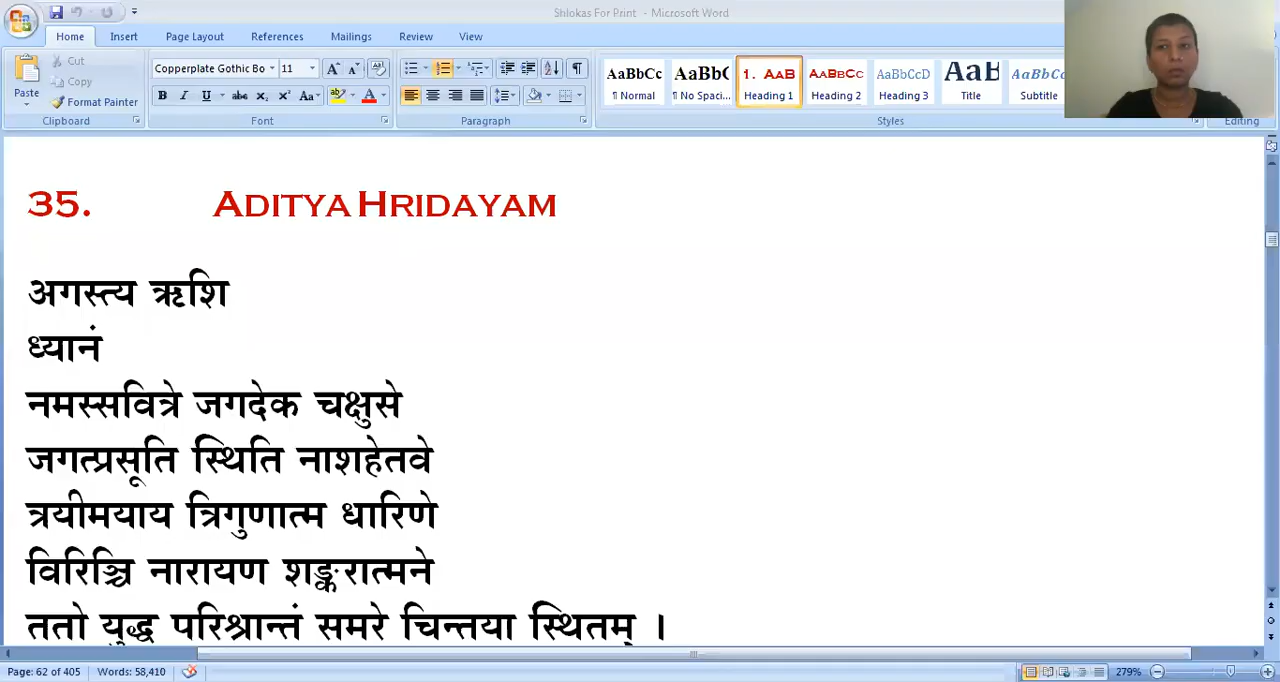 Shlokas For Print - Microsoft Word
Home Insert Page Layout References Mailings Review View
Paste Cut Copy Format Painter
Copperplate Gothic Bo 11
B I U abc X₂ X² Aa A
AaBbCc AaBbC 1. AaB AaBbCc AaBbCcD AaB AaBbCc
¶ Normal ¶ No Spaci... Heading 1 Heading 2 Heading 3 Title Subtitle
Clipboard Font Paragraph Styles Editing
35. Aditya Hridayam
अगस्त्य ऋशि
ध्यानं
नमस्सवित्रे जगदेक चक्षुसे
जगत्प्रसूति स्थिति नाशहेतवे
त्रयीमयाय त्रिगुणात्म धारिणे
विरिञ्चि नारायण शङ्करात्मने
ततो युद्ध परिश्रान्तं समरे चिन्तया स्थितम् ।
Page: 62 of 405 Words: 58,410 279%